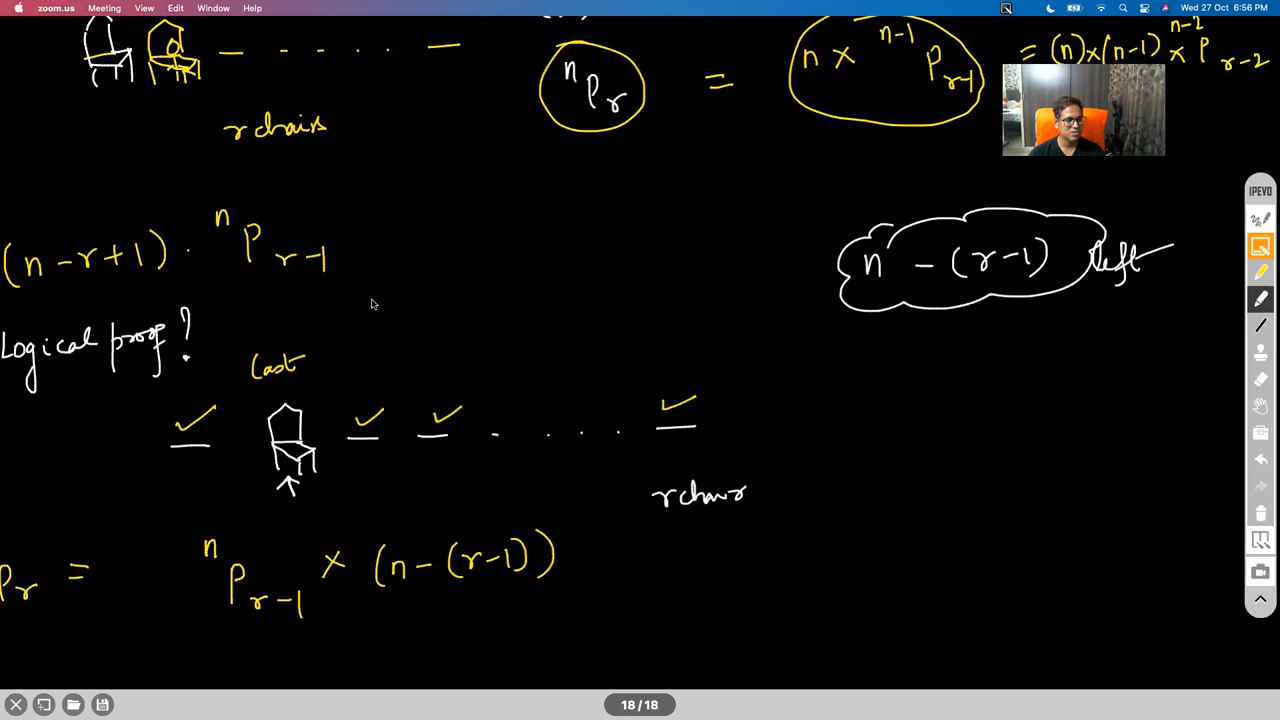 zoom.us Meeting View Edit Window Help Wed 27 Oct 6:56 PM
ⁿPᵣ = n × ⁿ⁻¹Pᵣ₋₁ = (n)×(n-1) × ⁿ⁻²Pᵣ₋₂
r chairs
IPEVO
(n-r+1) · ⁿPᵣ₋₁
n - (r-1) left
Logical proof?
Last
r chair
Pᵣ = ⁿPᵣ₋₁ × (n-(r-1))
18 / 18